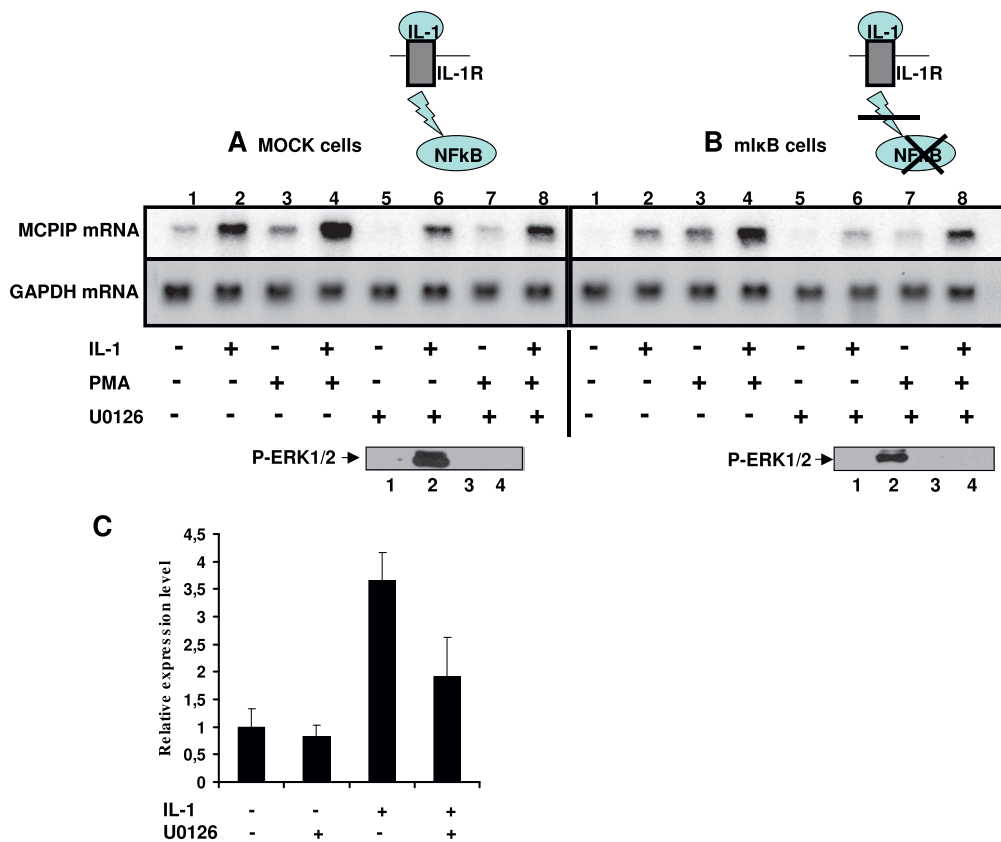 IL-1
IL-1R
NFkB
A MOCK cells
IL-1
IL-1R
NFkB
B mIκB cells
1 2 3 4 5 6 7 8 1 2 3 4 5 6 7 8
MCPIP mRNA
GAPDH mRNA
IL-1 - + - + - + - + - + - + - + - +
PMA - - + + - - + + - - + + - - + +
U0126 - - - - + + + + - - - - + + + +
P-ERK1/2
1 2 3 4
P-ERK1/2
1 2 3 4
C
Relative expression level
4,5
4
3,5
3
2,5
2
1,5
1
0,5
0
IL-1 - - + +
U0126 - + - +